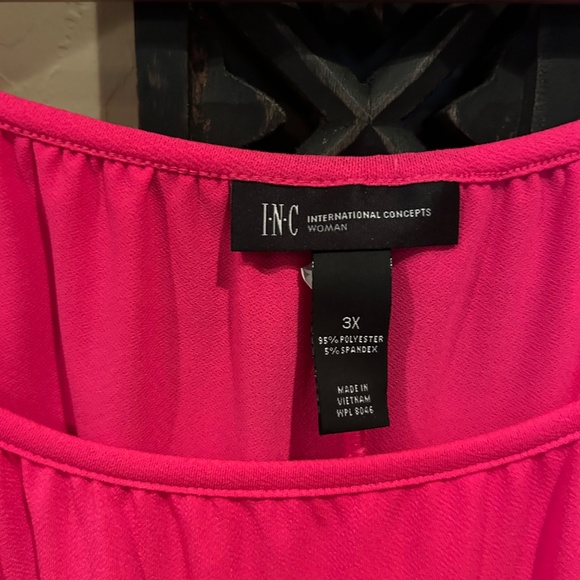 I·N·C INTERNATIONAL CONCEPTS
WOMAN
3X
95% POLYESTER
5% SPANDEX
MADE IN
VIETNAM
WPL 8046